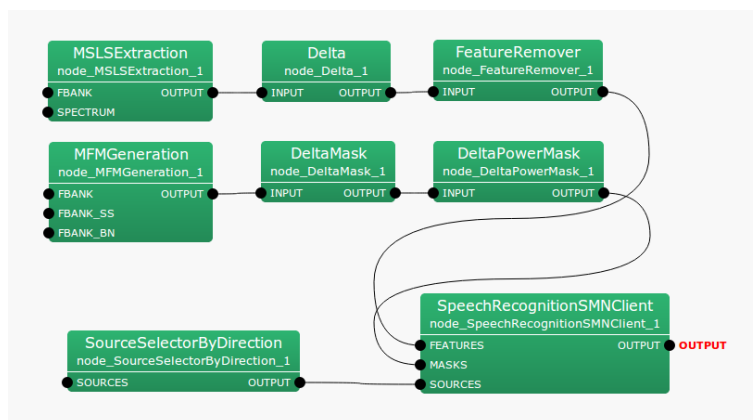 MSLSExtraction
node_MSLSExtraction_1
FBANK OUTPUT
SPECTRUM
Delta
node_Delta_1
INPUT OUTPUT
FeatureRemover
node_FeatureRemover_1
INPUT OUTPUT
MFMGeneration
node_MFMGeneration_1
FBANK OUTPUT
FBANK_SS
FBANK_BN
DeltaMask
node_DeltaMask_1
INPUT OUTPUT
DeltaPowerMask
node_DeltaPowerMask_1
INPUT OUTPUT
SourceSelectorByDirection
node_SourceSelectorByDirection_1
SOURCES OUTPUT
SpeechRecognitionSMNClient
node_SpeechRecognitionSMNClient_1
FEATURES OUTPUT OUTPUT
MASKS
SOURCES